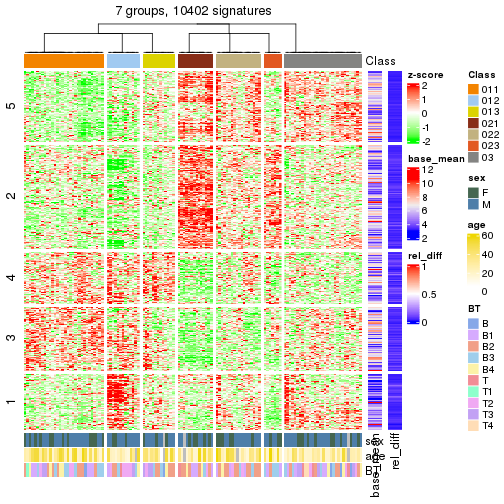 7 groups, 10402 signatures
Class
5
2
4
3
1
sex
age
BT
base_mean
rel_diff
z-score
2
1
0
-1
-2
base_mean
12
10
8
6
4
2
rel_diff
1
0.5
0
Class
011
012
013
021
022
023
03
sex
F
M
age
60
40
20
0
BT
B
B1
B2
B3
B4
T
T1
T2
T3
T4